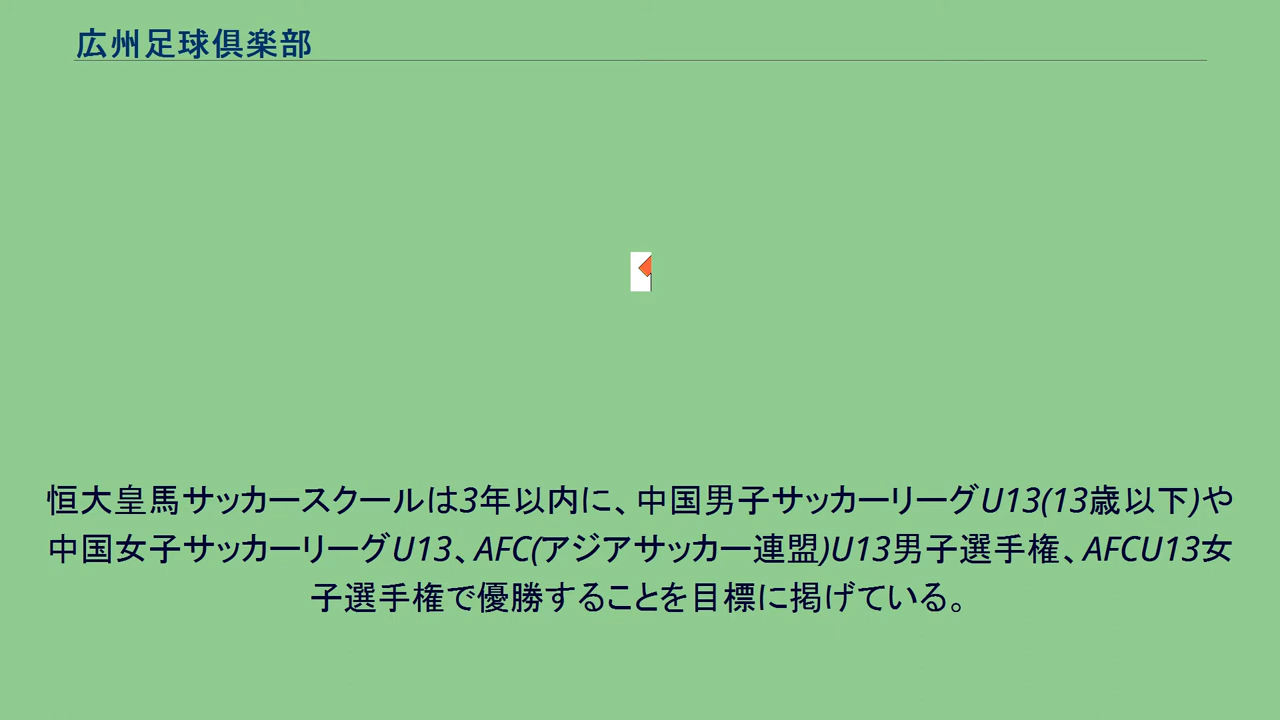 広州足球倶楽部
恒大皇馬サッカースクールは3年以内に、中国男子サッカーリーグU13(13歳以下)や
中国女子サッカーリーグU13、AFC(アジアサッカー連盟)U13男子選手権、AFCU13女
子選手権で優勝することを目標に掲げている。